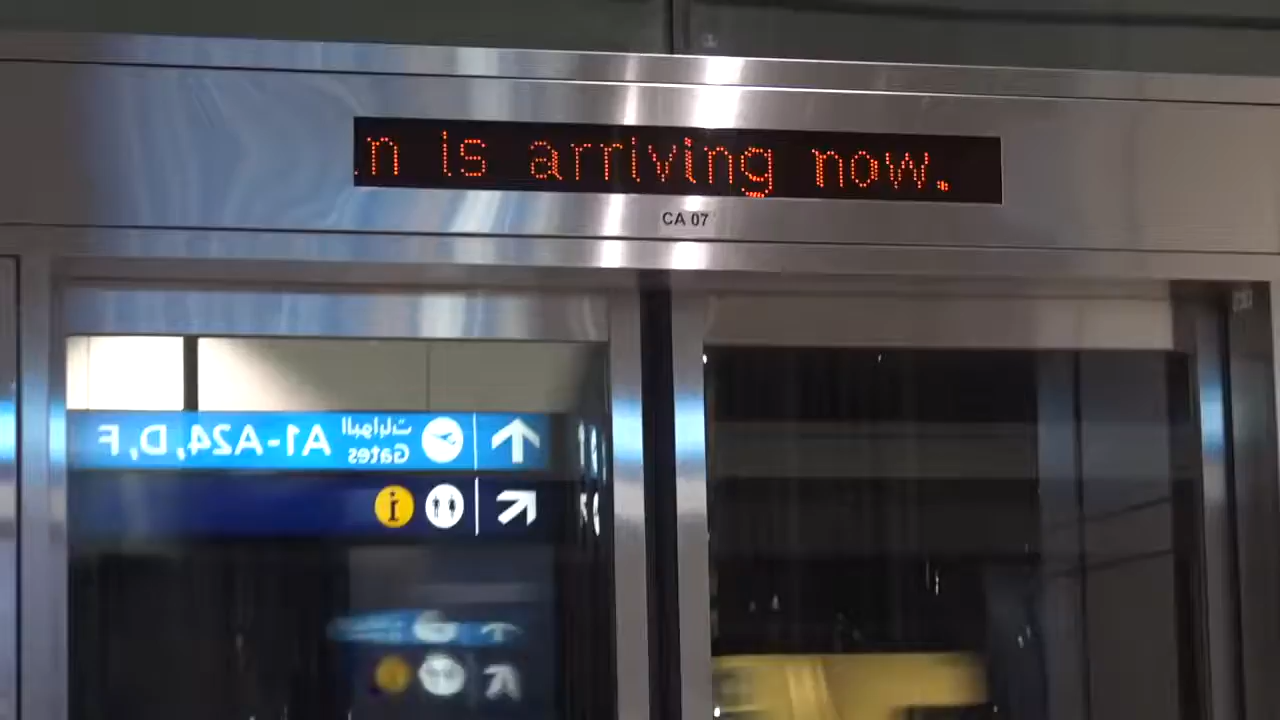 n is arriving now.
CA 07
A1-A24, D, F
البوابات
Gates
i